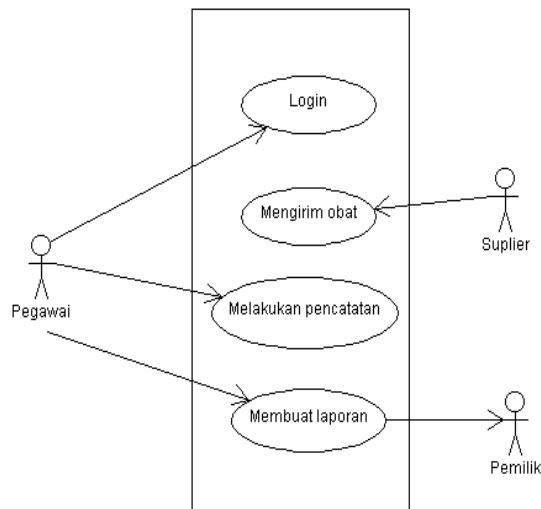 Login
Mengirim obat
Suplier
Pegawai
Melakukan pencatatan
Membuat laporan
Pemilik